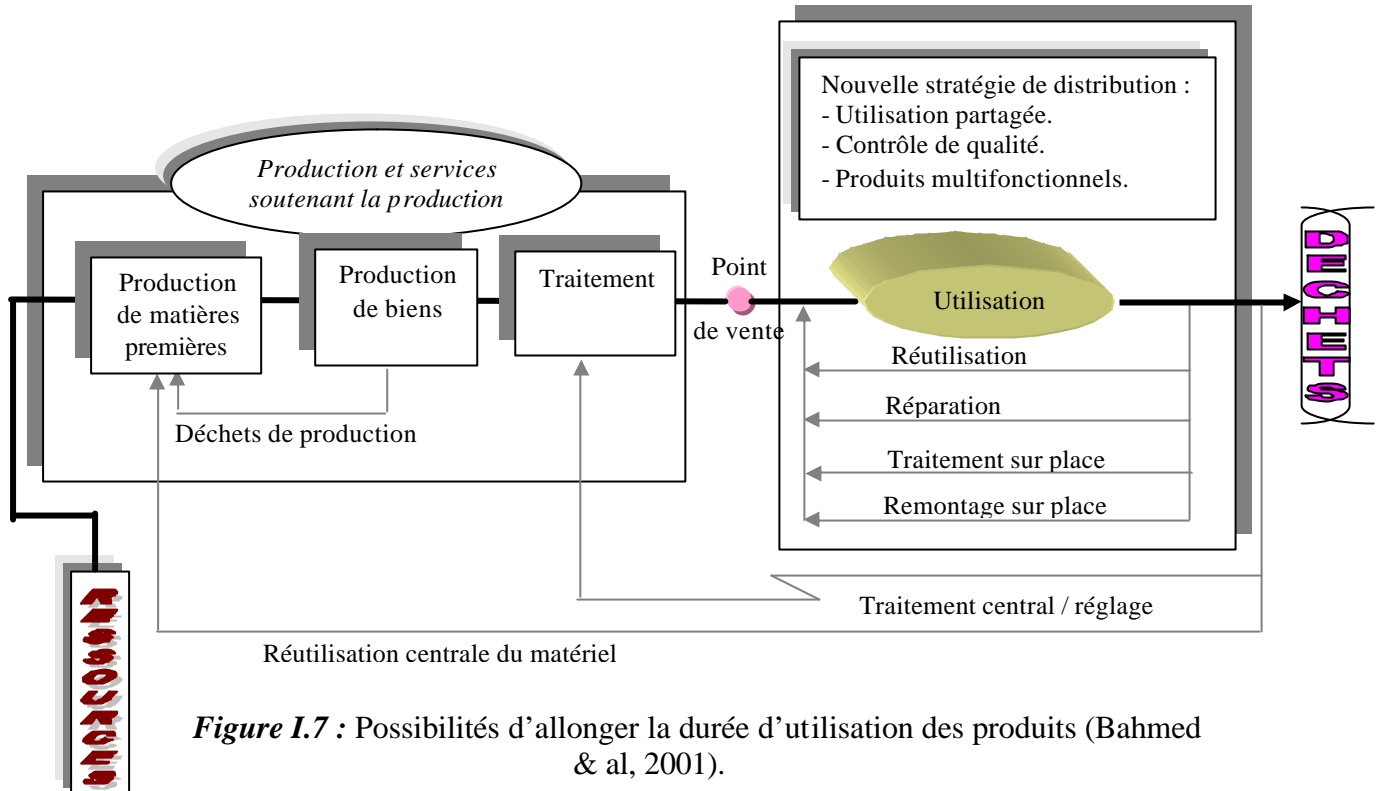 Nouvelle stratégie de distribution :
- Utilisation partagée.
- Contrôle de qualité.
- Produits multifonctionnels.
Production et services
soutenant la production
Production
de matières
premières
Production
de biens
Traitement
Point
de vente
Utilisation
DECHETS
Réutilisation
Réparation
Traitement sur place
Remontage sur place
Déchets de production
Traitement central / réglage
Réutilisation centrale du matériel
RESSOURCES
Figure I.7 : Possibilités d’allonger la durée d’utilisation des produits (Bahmed
& al, 2001).